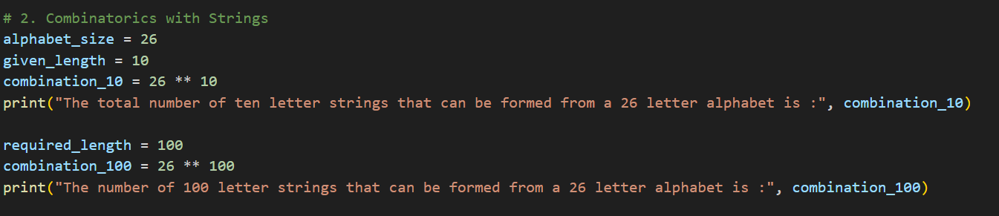 # 2. Combinatorics with Strings
alphabet_size = 26
given_length = 10
combination_10 = 26 ** 10
print("The total number of ten letter strings that can be formed from a 26 letter alphabet is :", combination_10)
required_length = 100
combination_100 = 26 ** 100
print("The number of 100 letter strings that can be formed from a 26 letter alphabet is :", combination_100)